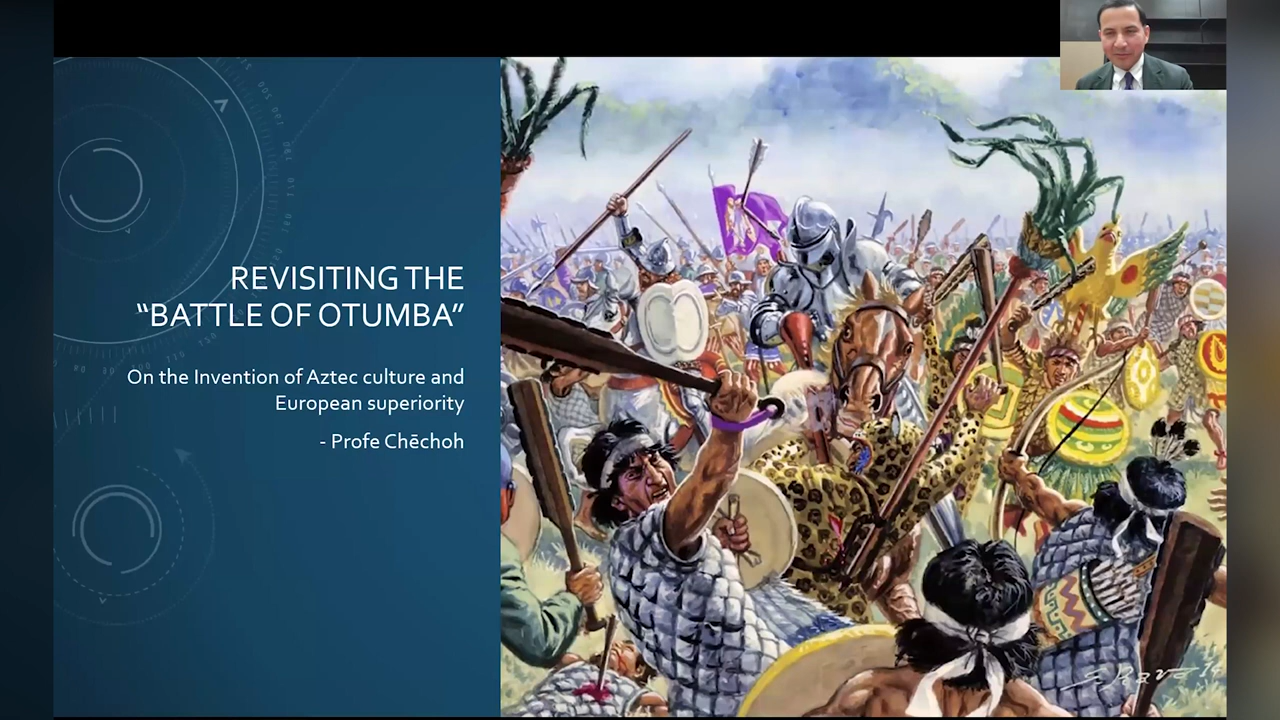 REVISITING THE
“BATTLE OF OTUMBA”
On the Invention of Aztec culture and
European superiority
- Profe Chēchoh